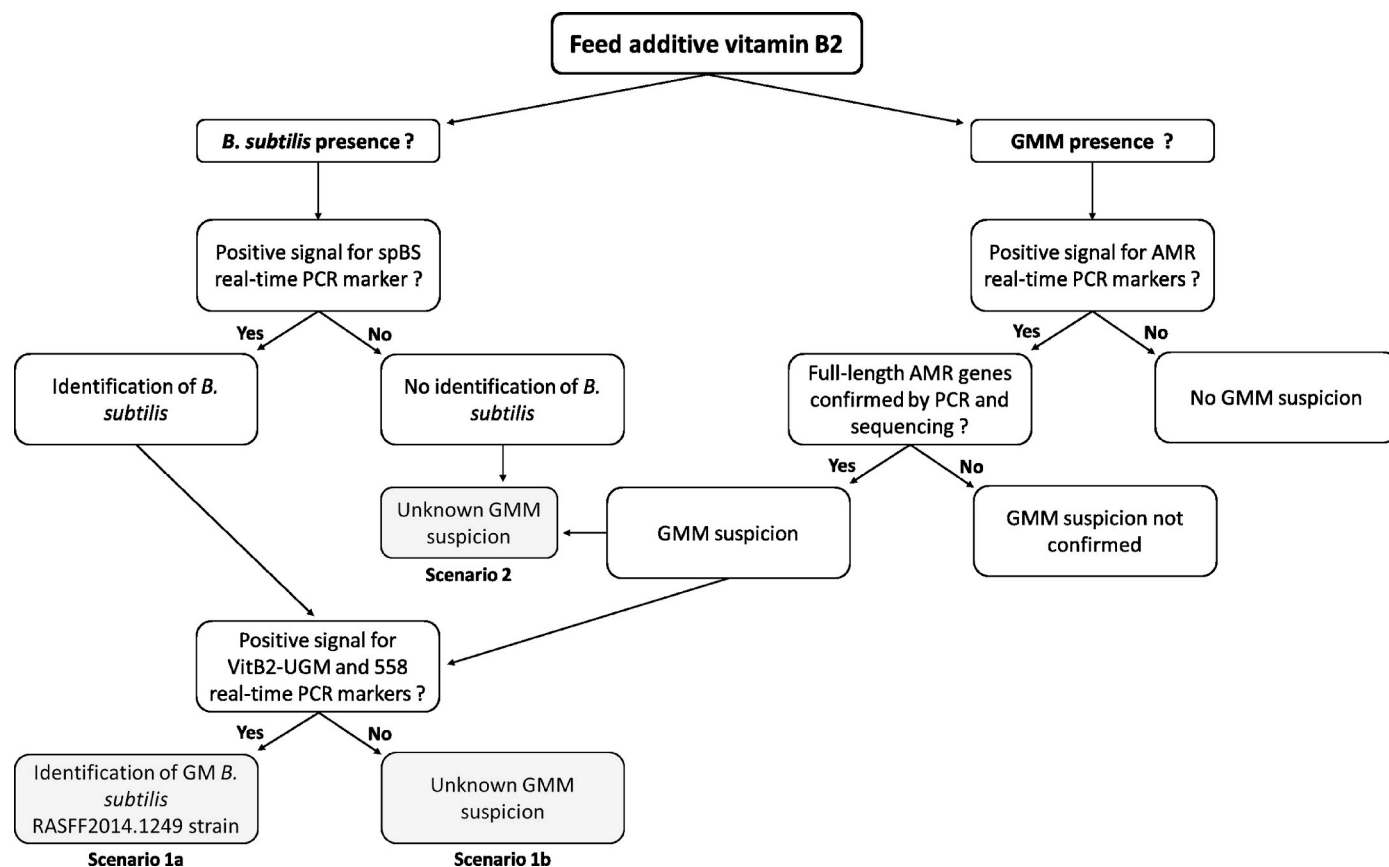 Feed additive vitamin B2
B. subtilis presence ?
GMM presence ?
Positive signal for spBS
real-time PCR marker ?
Positive signal for AMR
real-time PCR markers ?
Yes
No
Yes
No
Identification of B.
subtilis
No identification of B.
subtilis
Full-length AMR genes
confirmed by PCR and
sequencing ?
No GMM suspicion
Yes
No
Unknown GMM
suspicion
Scenario 2
GMM suspicion
GMM suspicion not
confirmed
Positive signal for
VitB2-UGM and 558
real-time PCR markers ?
Yes
No
Identification of GM B.
subtilis
RASFF2014.1249 strain
Scenario 1a
Unknown GMM
suspicion
Scenario 1b